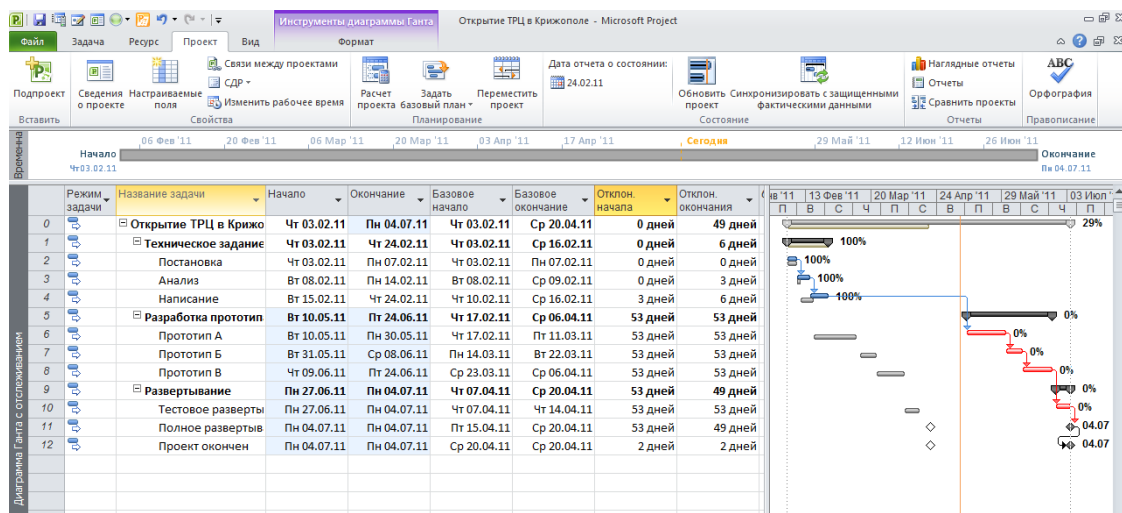 Инструменты диаграммы Ганта Открытие ТРЦ в Крижополе - Microsoft Project
Файл Задача Ресурс Проект Вид Формат
Подпроект
Сведения о проекте
Настраиваемые поля
Связи между проектами
СДР
Изменить рабочее время
Расчет проекта
Задать базовый план
Переместить проект
Дата отчета о состоянии:
24.02.11
Обновить проект
Синхронизировать с защищенными фактическими данными
Наглядные отчеты
Отчеты
Сравнить проекты
ABC
Орфография
Вставить Свойства Планирование Состояние Отчеты Правописание
Временна
06 Фев '11 20 Фев '11 06 Мар '11 20 Мар '11 03 Апр '11 17 Апр '11 Сегодня 29 Май '11 12 Июн '11 26 Июн '11
Начало
Чт 03.02.11
Окончание
Пн 04.07.11
Режим задачи Название задачи Начало Окончание Базовое начало Базовое окончание Отклон. начала Отклон. окончания
нв '11 13 Фев '11 20 Мар '11 24 Апр '11 29 Май '11 03 Июл '
П В С Ч П С В П В С Ч П
0 Открытие ТРЦ в Крижо Чт 03.02.11 Пн 04.07.11 Чт 03.02.11 Ср 20.04.11 0 дней 49 дней 29%
1 Техническое задание Чт 03.02.11 Чт 24.02.11 Чт 03.02.11 Ср 16.02.11 0 дней 6 дней 100%
2 Постановка Чт 03.02.11 Пн 07.02.11 Чт 03.02.11 Пн 07.02.11 0 дней 0 дней 100%
3 Анализ Вт 08.02.11 Пн 14.02.11 Вт 08.02.11 Ср 09.02.11 0 дней 3 дней 100%
4 Написание Вт 15.02.11 Чт 24.02.11 Чт 10.02.11 Ср 16.02.11 3 дней 6 дней 100%
5 Разработка прототип Вт 10.05.11 Пт 24.06.11 Чт 17.02.11 Ср 06.04.11 53 дней 53 дней 0%
6 Прототип А Вт 10.05.11 Пн 30.05.11 Чт 17.02.11 Пт 11.03.11 53 дней 53 дней 0%
7 Прототип Б Вт 31.05.11 Ср 08.06.11 Пн 14.03.11 Вт 22.03.11 53 дней 53 дней 0%
8 Прототип В Чт 09.06.11 Пт 24.06.11 Ср 23.03.11 Ср 06.04.11 53 дней 53 дней 0%
9 Развертывание Пн 27.06.11 Пн 04.07.11 Чт 07.04.11 Ср 20.04.11 53 дней 49 дней 0%
10 Тестовое разверты Пн 27.06.11 Пн 04.07.11 Чт 07.04.11 Чт 14.04.11 53 дней 53 дней 0%
11 Полное развертыв Пн 04.07.11 Пн 04.07.11 Пт 15.04.11 Ср 20.04.11 53 дней 49 дней 04.07
12 Проект окончен Пн 04.07.11 Пн 04.07.11 Ср 20.04.11 Ср 20.04.11 2 дней 2 дней 04.07
Диаграмма Ганта с отслеживанием